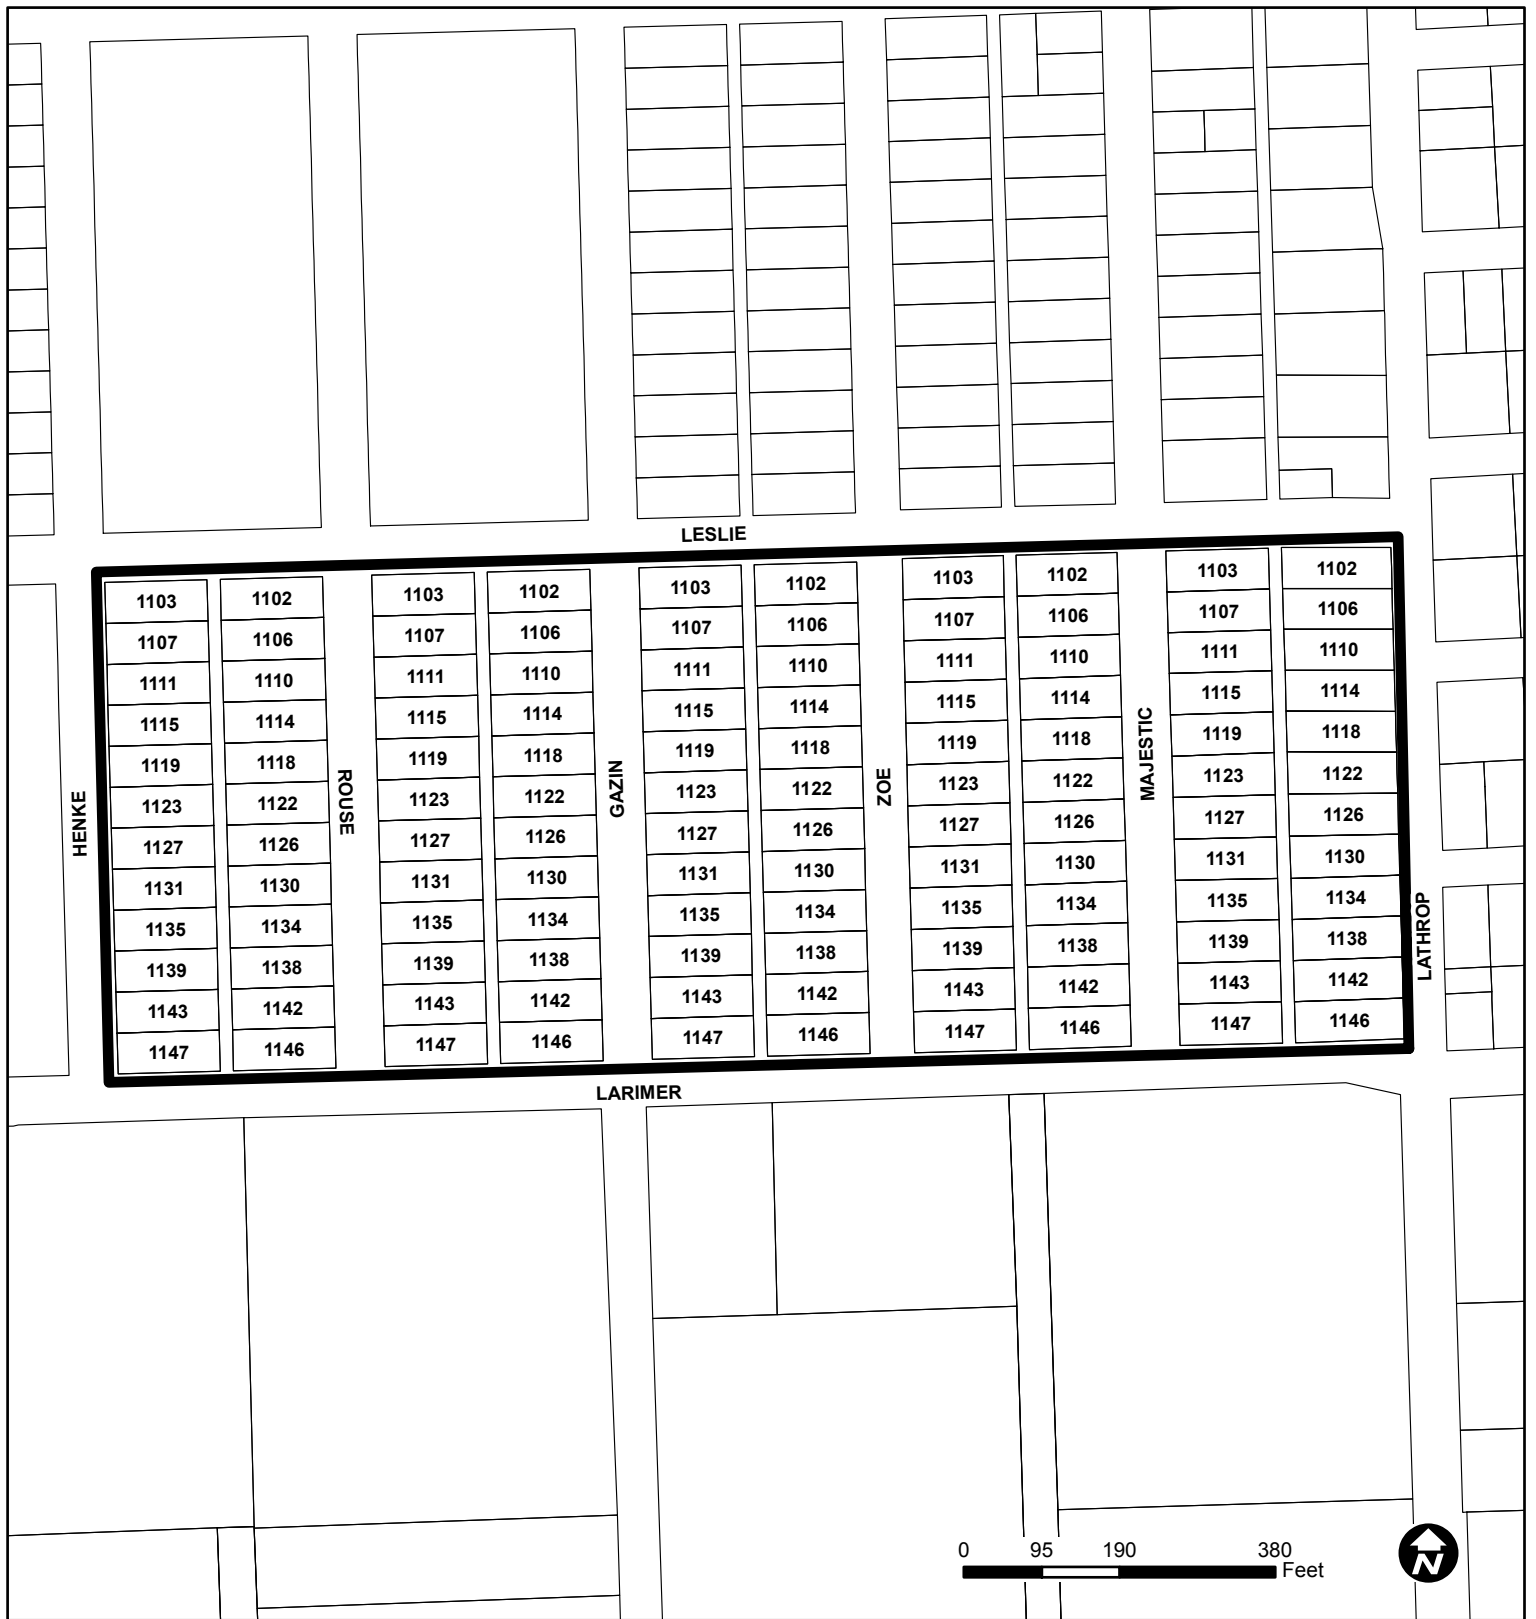 LESLIE
1103 1102 1103 1102 1103 1102 1103 1102 1103 1102
1107 1106 1107 1106 1107 1106 1107 1106 1107 1106
1111 1110 1111 1110 1111 1110 1111 1110 1111 1110
1115 1114 1115 1114 1115 1114 1115 1114 1115 1114
1119 1118 1119 1118 1119 1118 1119 1118 1119 1118
1123 1122 1123 1122 1123 1122 1123 1122 1123 1122
1127 1126 1127 1126 1127 1126 1127 1126 1127 1126
1131 1130 1131 1130 1131 1130 1131 1130 1131 1130
1135 1134 1135 1134 1135 1134 1135 1134 1135 1134
1139 1138 1139 1138 1139 1138 1139 1138 1139 1138
1143 1142 1143 1142 1143 1142 1143 1142 1143 1142
1147 1146 1147 1146 1147 1146 1147 1146 1147 1146
HENKE
ROUSE
GAZIN
ZOE
MAJESTIC
LATHROP
LARIMER
0 95 190 380
Feet
N